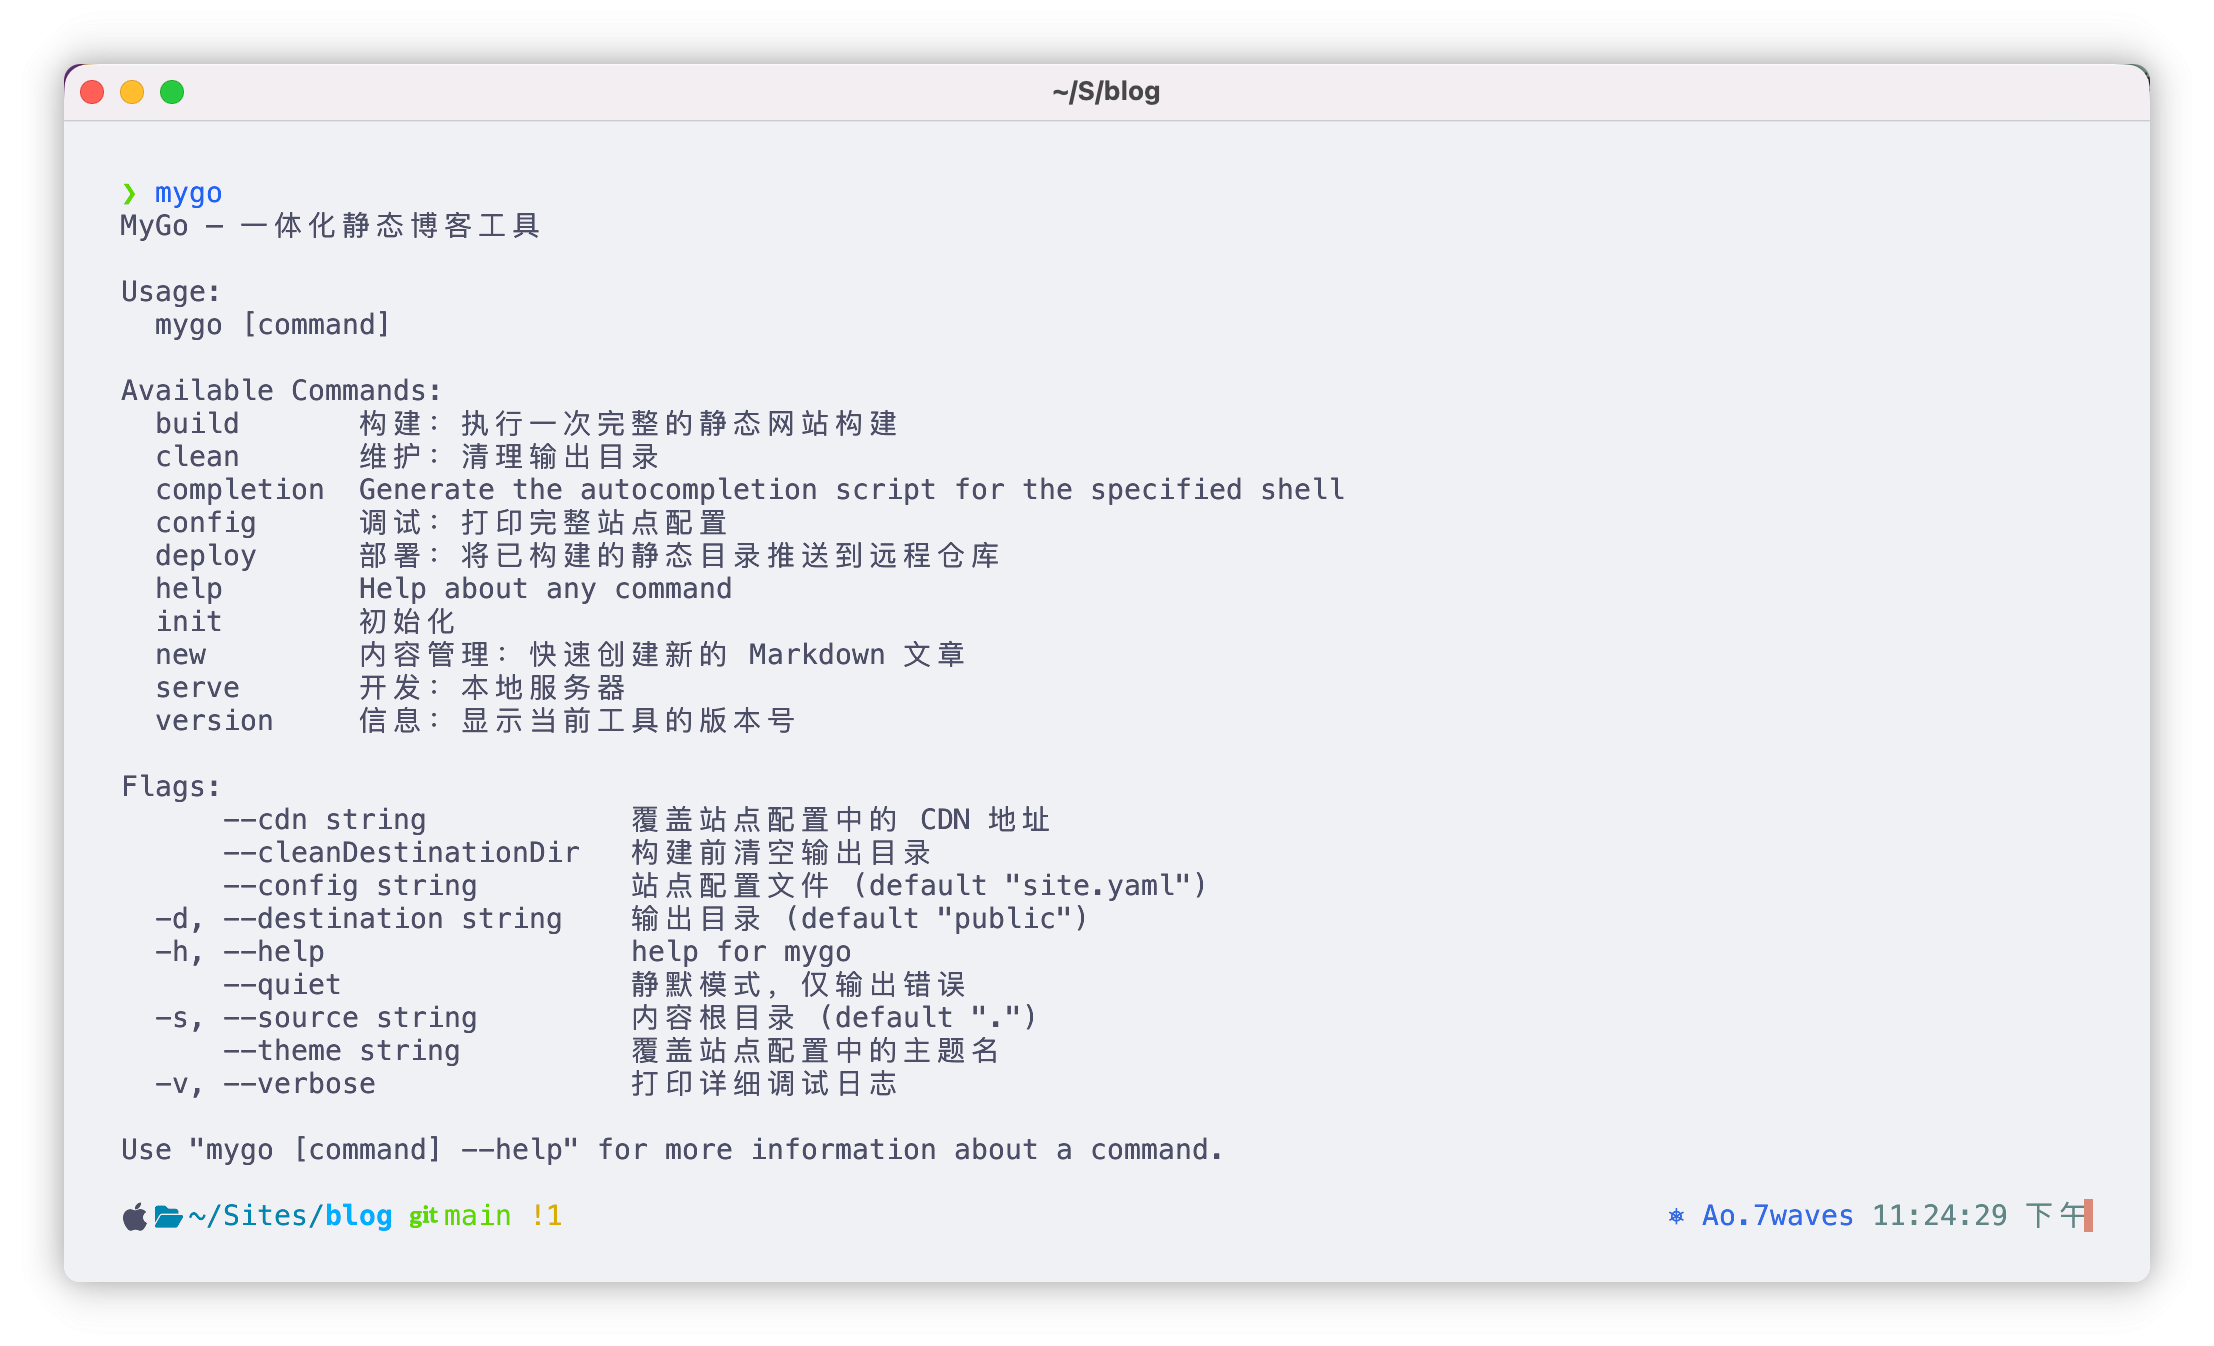 ~/S/blog
❯ mygo
MyGo — 一体化静态博客工具
Usage:
  mygo [command]
Available Commands:
  build       构建：执行一次完整的静态网站构建
  clean       维护：清理输出目录
  completion  Generate the autocompletion script for the specified shell
  config      调试：打印完整站点配置
  deploy      部署：将已构建的静态目录推送到远程仓库
  help        Help about any command
  init        初始化
  new         内容管理：快速创建新的 Markdown 文章
  serve       开发：本地服务器
  version     信息：显示当前工具的版本号
Flags:
      --cdn string            覆盖站点配置中的 CDN 地址
      --cleanDestinationDir   构建前清空输出目录
      --config string         站点配置文件 (default "site.yaml")
  -d, --destination string    输出目录 (default "public")
  -h, --help                  help for mygo
      --quiet                 静默模式，仅输出错误
  -s, --source string         内容根目录 (default ".")
      --theme string          覆盖站点配置中的主题名
  -v, --verbose               打印详细调试日志
Use "mygo [command] --help" for more information about a command.
~/Sites/blog git main !1 ⎈ Ao.7waves 11:24:29 下午